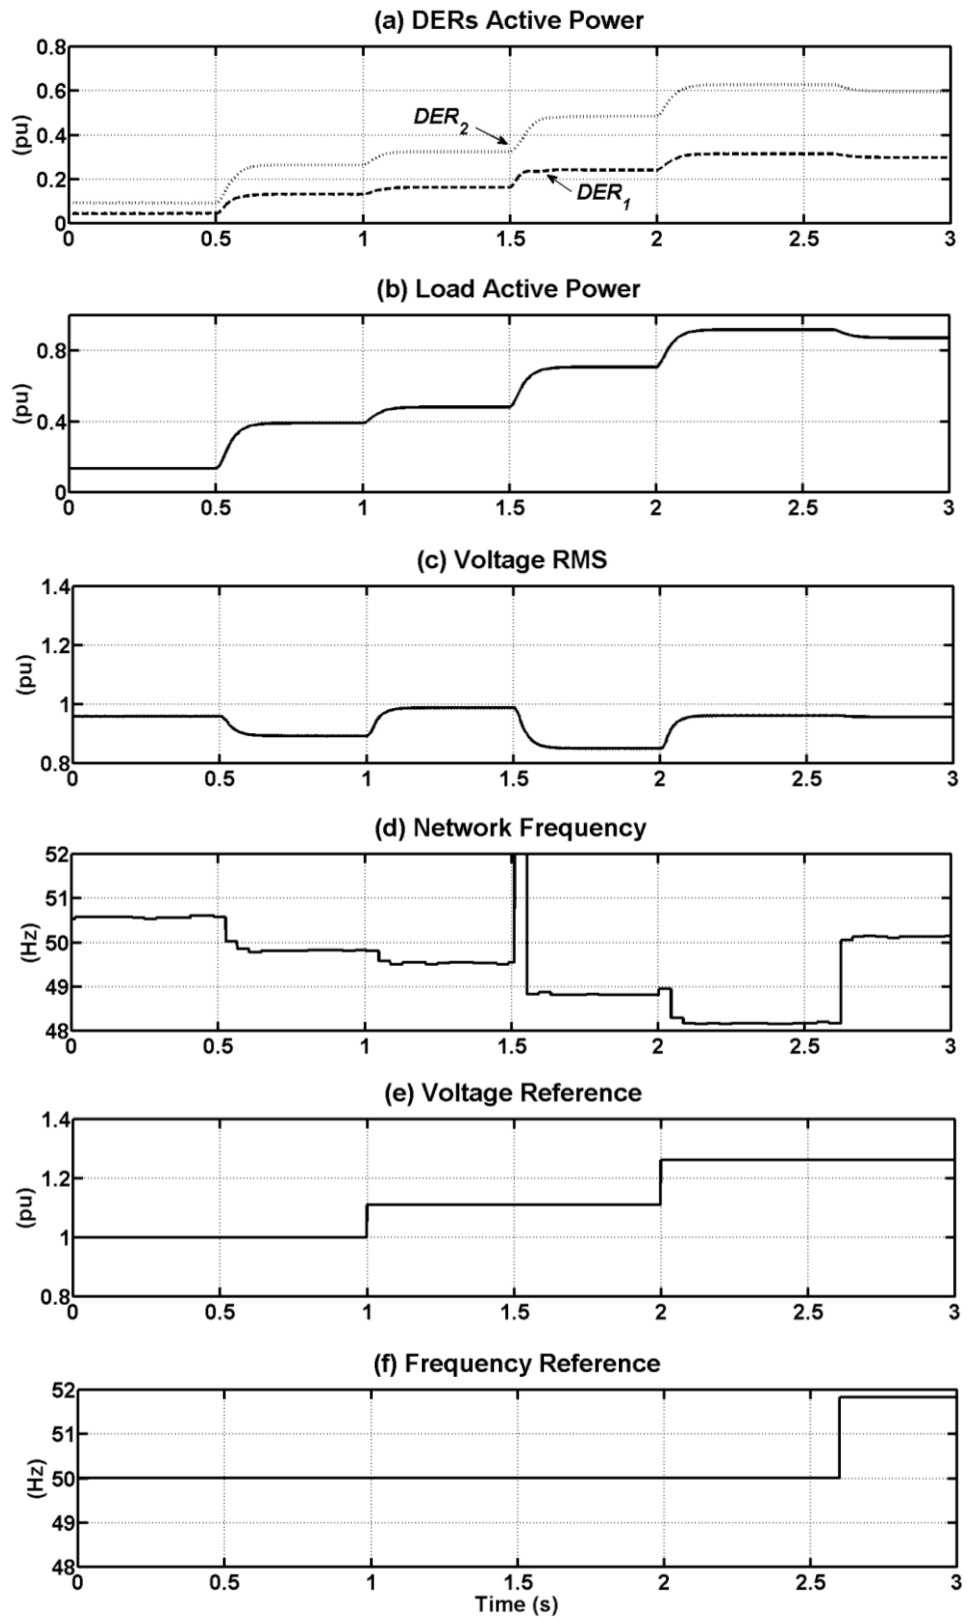 (a) DERs Active Power
0.8
0.6
0.4
0.2
0
(pu)
DER2
DER1
0 0.5 1 1.5 2 2.5 3
(b) Load Active Power
0.8
0.4
0
(pu)
0 0.5 1 1.5 2 2.5 3
(c) Voltage RMS
1.4
1.2
1
0.8
(pu)
0 0.5 1 1.5 2 2.5 3
(d) Network Frequency
52
51
50
49
48
(Hz)
0 0.5 1 1.5 2 2.5 3
(e) Voltage Reference
1.4
1.2
1
0.8
(pu)
0 0.5 1 1.5 2 2.5 3
(f) Frequency Reference
52
51
50
49
48
(Hz)
0 0.5 1 1.5 2 2.5 3
Time (s)